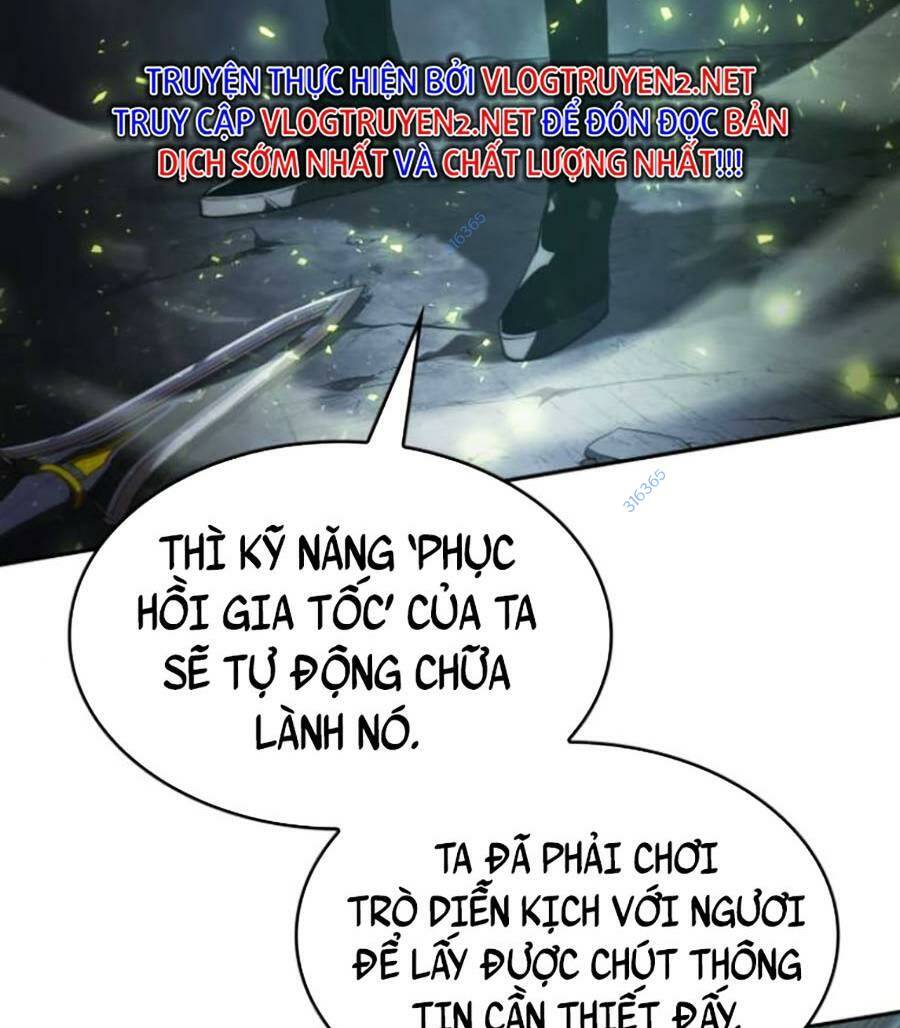 TRUYỆN THỰC HIỆN BỞI VLOGTRUYEN2.NET
TRUY CẬP VLOGTRUYEN2.NET ĐỂ ĐÓN ĐỌC BẢN
DỊCH SỚM NHẤT VÀ CHẤT LƯỢNG NHẤT!!!
316365
316365
THÌ KỸ NĂNG ‘PHỤC
HỒI GIA TỐC’ CỦA TA
SẼ TỰ ĐỘNG CHỮA
LÀNH NÓ.
TA ĐÃ PHẢI CHƠI
TRÒ DIỄN KỊCH VỚI NGƯƠI
ĐỂ LẤY ĐƯỢC CHÚT THÔNG
TIN CẦN THIẾT ĐẤY.